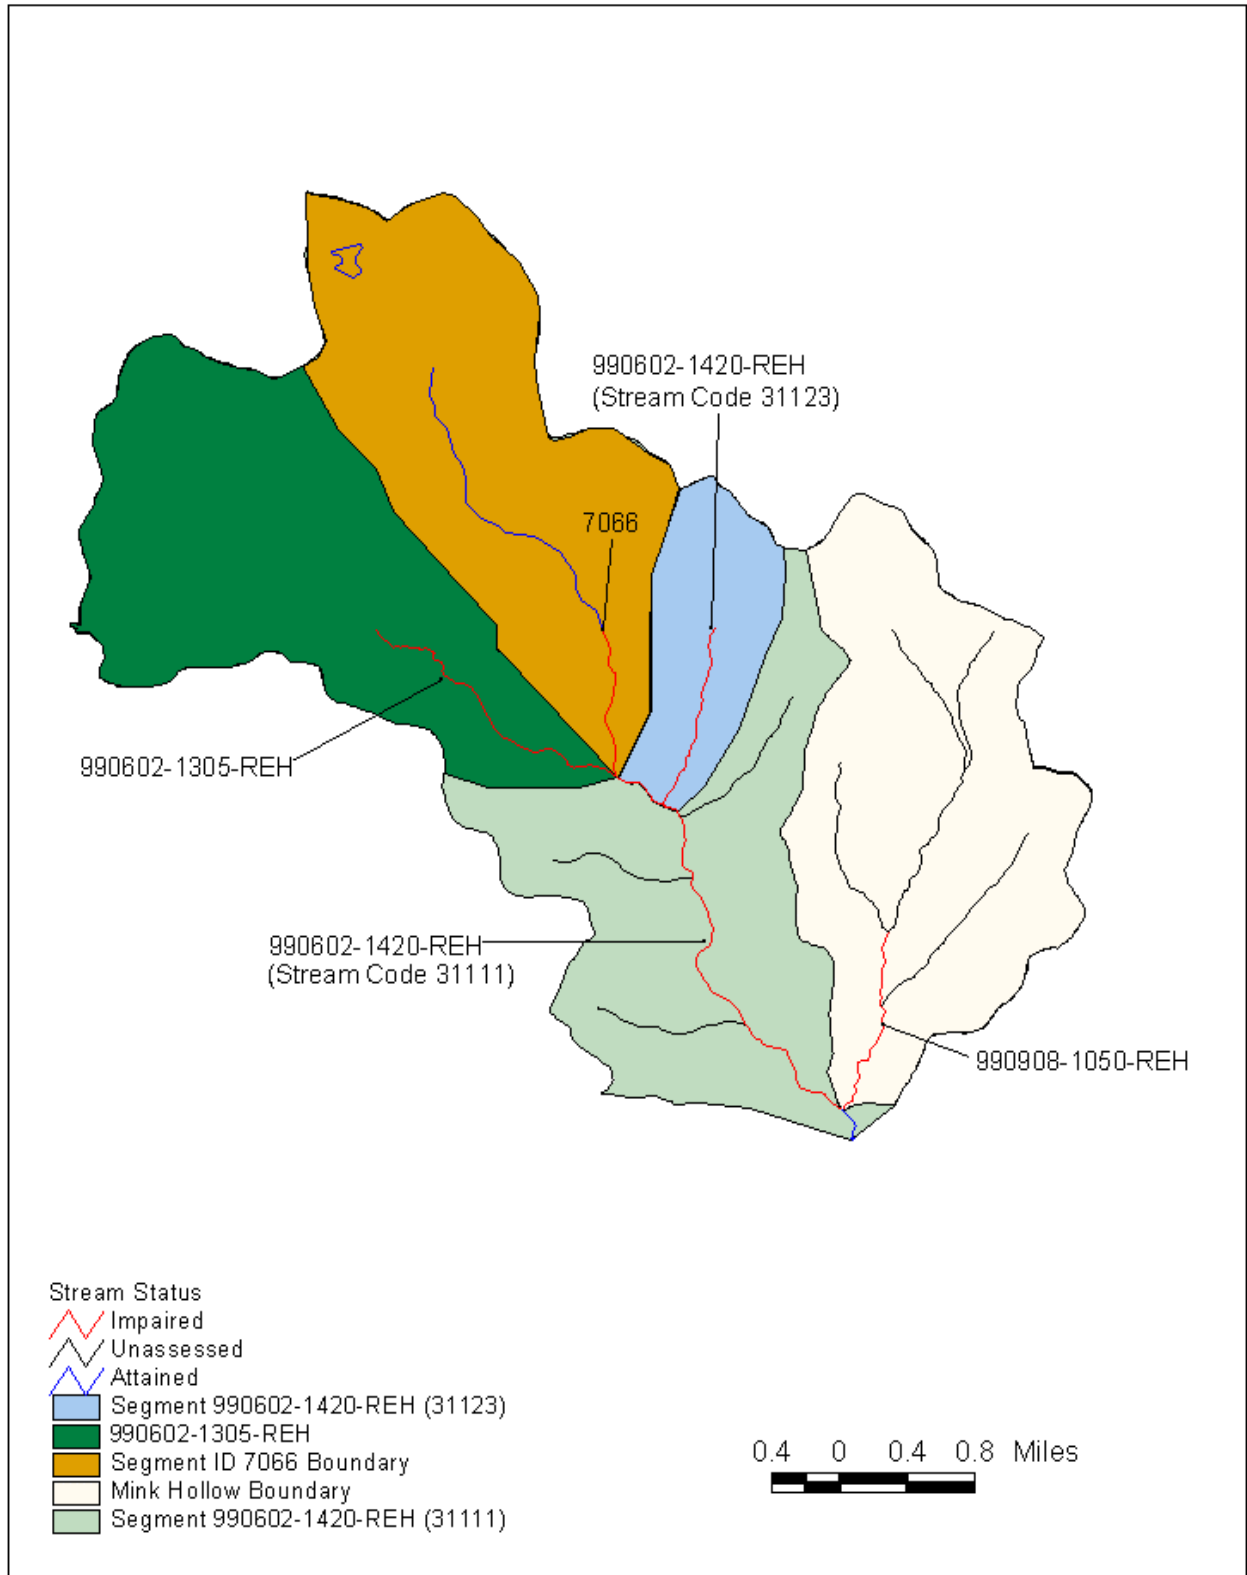 990602-1420-REH
(Stream Code 31123)
7066
990602-1305-REH
990602-1420-REH
(Stream Code 31111)
990908-1050-REH
Stream Status
Impaired
Unassessed
Attained
Segment 990602-1420-REH (31123)
990602-1305-REH
Segment ID 7066 Boundary
Mink Hollow Boundary
Segment 990602-1420-REH (31111)
0.4 0 0.4 0.8 Miles